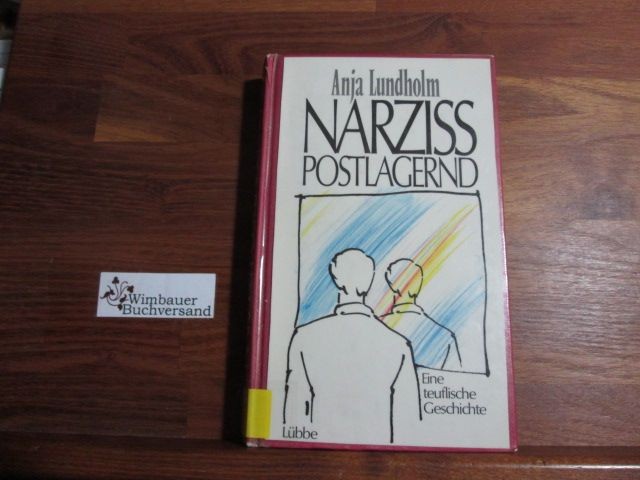 Anja Lundholm
NARZISS
POSTLAGERND
Wimbauer
Buchversand
Eine
teuflische
Geschichte
Lübbe